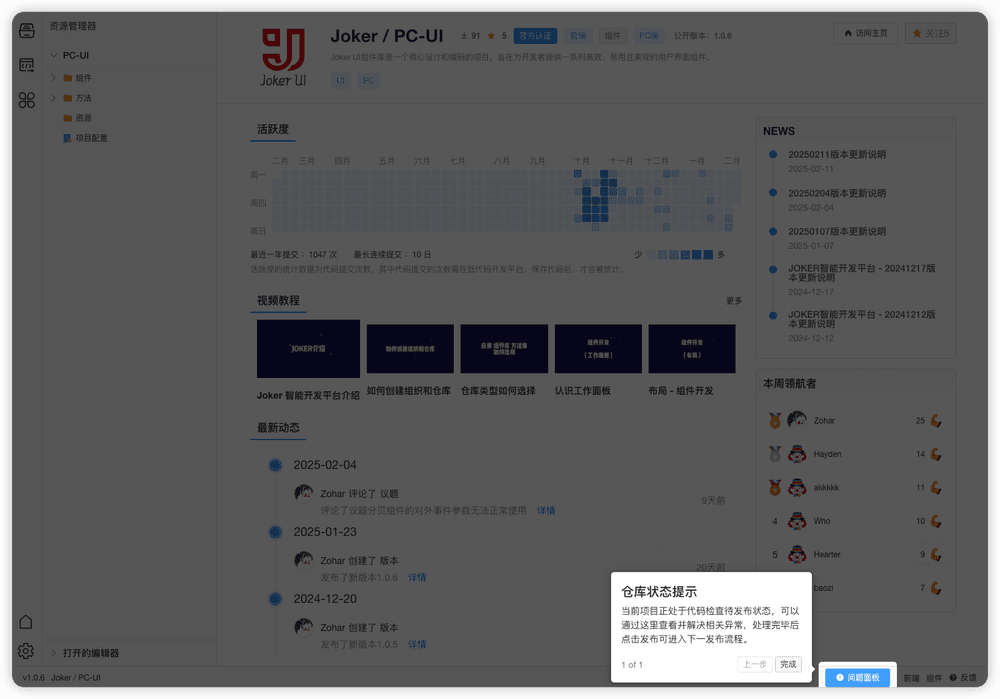 资源管理器
PC-UI
组件
方法
资源
项目配置
Joker UI
Joker / PC-UI
91
5
官方认证
前端
组件
PC端
公开版本：1.0.6
Joker UI组件库是一个精心设计和编码的项目，旨在为开发者提供一系列高效、易用且美观的用户界面组件。
UI
PC
访问主页
关注5
活跃度
二月 三月 四月 五月 六月 七月 八月 九月 十月 十一月 十二月 一月 二月
周一
周四
周日
最近一年提交： 1047 次 最长连续提交： 10 日
少
多
活跃度的统计数据为代码提交次数，其中代码提交的次数需在低代码开发平台，保存代码后，才会被统计。
视频教程
更多
JOKER介绍
如何创建组织和仓库
组件开发
（工作面板）
组件开发
（布局）
Joker 智能开发平台介绍
如何创建组织和仓库
仓库类型如何选择
认识工作面板
布局 - 组件开发
最新动态
2025-02-04
Zohar 评论了 议题
评论了议题分页组件的对外事件参数无法正常使用 详情
9天前
2025-01-23
Zohar 创建了 版本
发布了新版本1.0.6 详情
20天前
2024-12-20
Zohar 创建了 版本
发布了新版本1.0.5 详情
NEWS
20250211版本更新说明
2025-02-11
20250204版本更新说明
2025-02-04
20250107版本更新说明
2025-01-07
JOKER智能开发平台 - 20241217版
本更新说明
2024-12-17
JOKER智能开发平台 - 20241212版
本更新说明
2024-12-12
本周领航者
Zohar 25
Hayden 14
akkkkk 11
4 Who 10
5 Hearter 9
baozi 7
仓库状态提示
当前项目正处于代码检查待发布状态，可以
通过这里查看并解决相关异常，处理完毕后
点击发布可进入下一发布流程。
1 of 1
上一步
完成
打开的编辑器
v1.0.6 Joker / PC-UI
问题面板
前端
组件
反馈